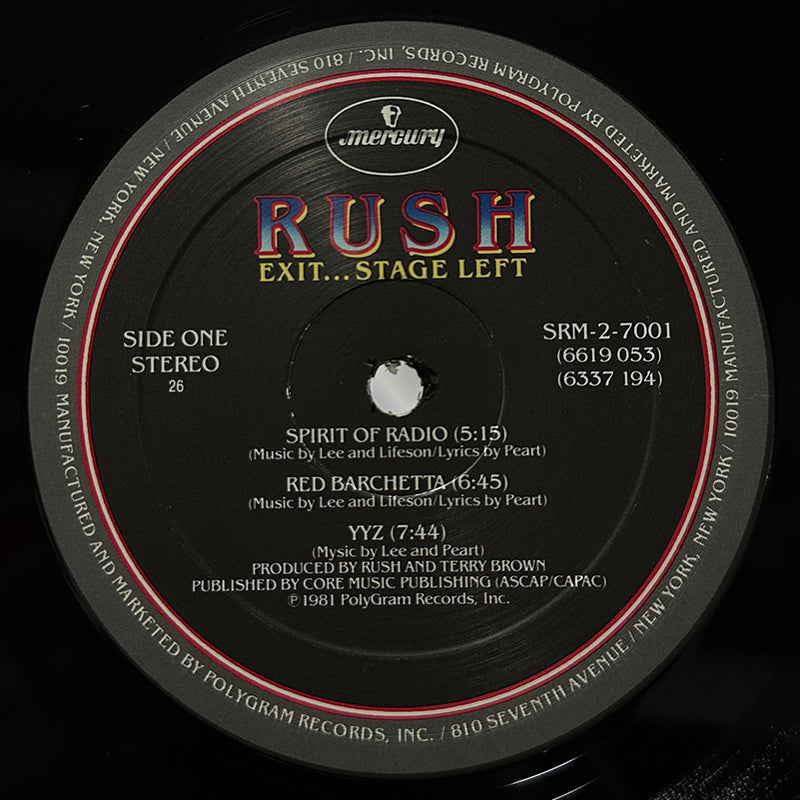 mercury
RUSH
EXIT...STAGE LEFT
SIDE ONE
STEREO
26
SRM-2-7001
(6619 053)
(6337 194)
SPIRIT OF RADIO (5:15)
(Music by Lee and Lifeson/Lyrics by Peart)
RED BARCHETTA (6:45)
(Music by Lee and Lifeson/Lyrics by Peart)
YYZ (7:44)
(Mysic by Lee and Peart)
PRODUCED BY RUSH AND TERRY BROWN
PUBLISHED BY CORE MUSIC PUBLISHING (ASCAP/CAPAC)
℗ 1981 PolyGram Records, Inc.
MANUFACTURED AND MARKETED BY POLYGRAM RECORDS, INC. / 810 SEVENTH AVENUE / NEW YORK, NEW YORK / 10019
MANUFACTURED AND MARKETED BY POLYGRAM RECORDS, INC. / 810 SEVENTH AVENUE / NEW YORK, NEW YORK / 10019